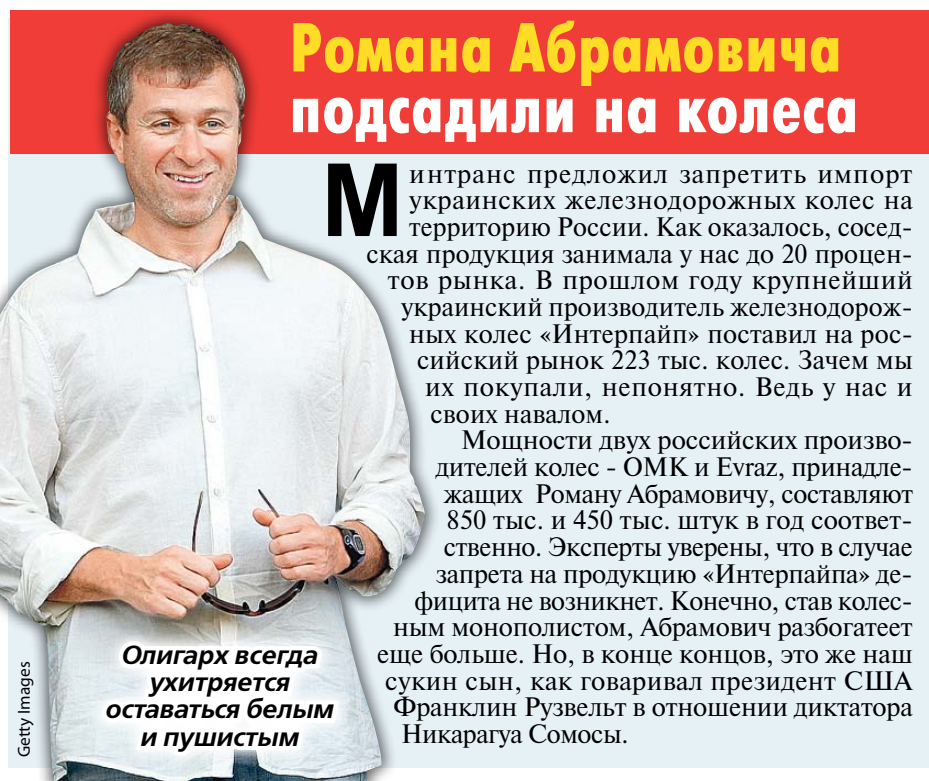 Романа Абрамовича
подсадили на колеса
Минтранс предложил запретить импорт
украинских железнодорожных колес на
территорию России. Как оказалось, сосед-
ская продукция занимала у нас до 20 процен-
тов рынка. В прошлом году крупнейший
украинский производитель железнодорож-
ных колес «Интерпайп» поставил на рос-
сийский рынок 223 тыс. колес. Зачем мы
их покупали, непонятно. Ведь у нас и
своих навалом.
Мощности двух российских произво-
дителей колес - ОМК и Evraz, принадле-
жащих Роману Абрамовичу, составляют
850 тыс. и 450 тыс. штук в год соответ-
ственно. Эксперты уверены, что в случае
запрета на продукцию «Интерпайпа» де-
фицита не возникнет. Конечно, став колес-
ным монополистом, Абрамович разбогатеет
еще больше. Но, в конце концов, это же наш
сукин сын, как говаривал президент США
Франклин Рузвельт в отношении диктатора
Никарагуа Сомосы.
Олигарх всегда
ухитряется
оставаться белым
и пушистым
Getty Images